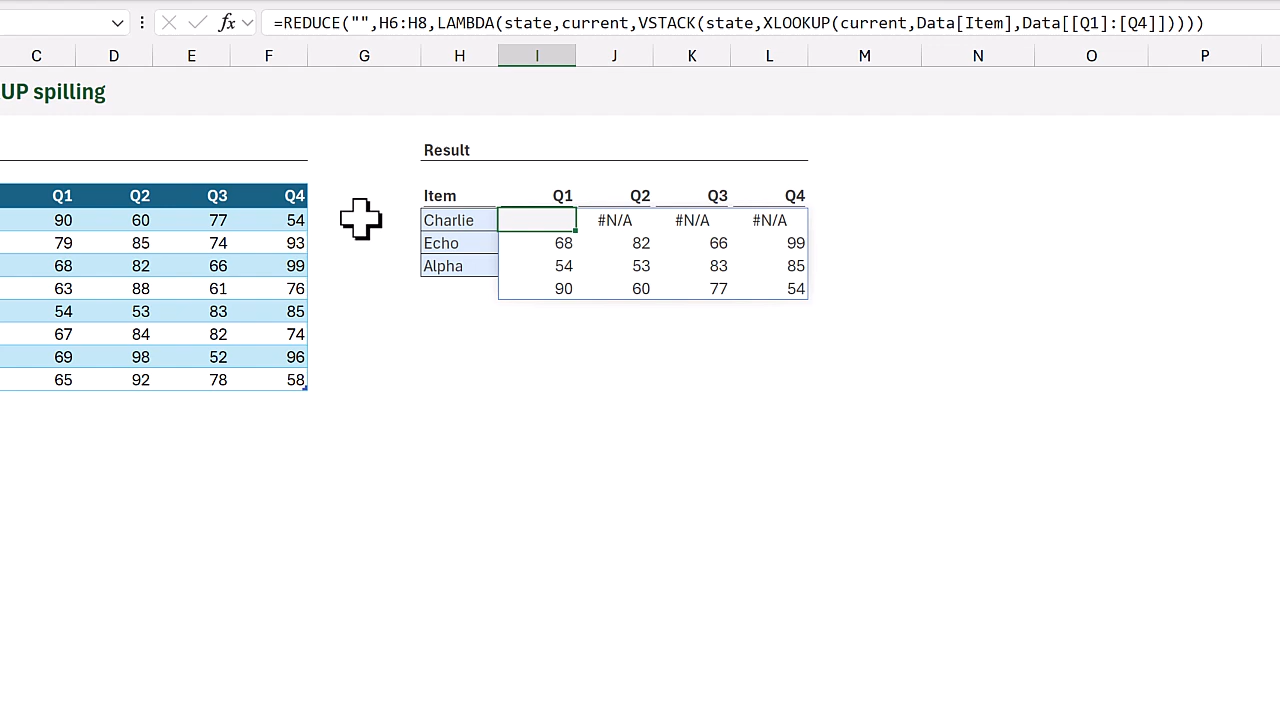 fx =REDUCE("",H6:H8,LAMBDA(state,current,VSTACK(state,XLOOKUP(current,Data[Item],Data[[Q1]:[Q4]]))))
C D E F G H I J K L M N O P
UP spilling
Result
Q1 Q2 Q3 Q4 Item Q1 Q2 Q3 Q4
90 60 77 54 Charlie #N/A #N/A #N/A
79 85 74 93 Echo 68 82 66 99
68 82 66 99 Alpha 54 53 83 85
63 88 61 76 90 60 77 54
54 53 83 85
67 84 82 74
69 98 52 96
65 92 78 58